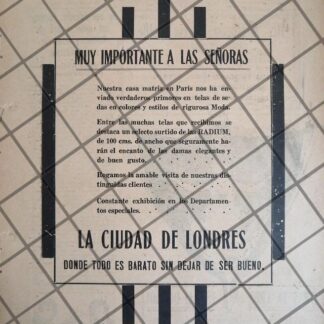 MUY IMPORTANTE A LAS SEÑORAS
Nuestra casa matriz en París nos ha en-
viado verdaderos primores en telas de se-
das en colores y estilos de rigurosa Moda.
Entre las muchas telas que recibimos se
destaca un selecto surtido de las RADIUM,
de 100 cms. de ancho que seguramente ha-
rán el encanto de las damas elegantes y
de buen gusto.
Rogamos la amable visita de nuestras dis-
tinguidas clientes
Constante exhibición en los Departamen-
tos especiales.
LA CIUDAD DE LONDRES
DONDE TODO ES BARATO SIN DEJAR DE SER BUENO.